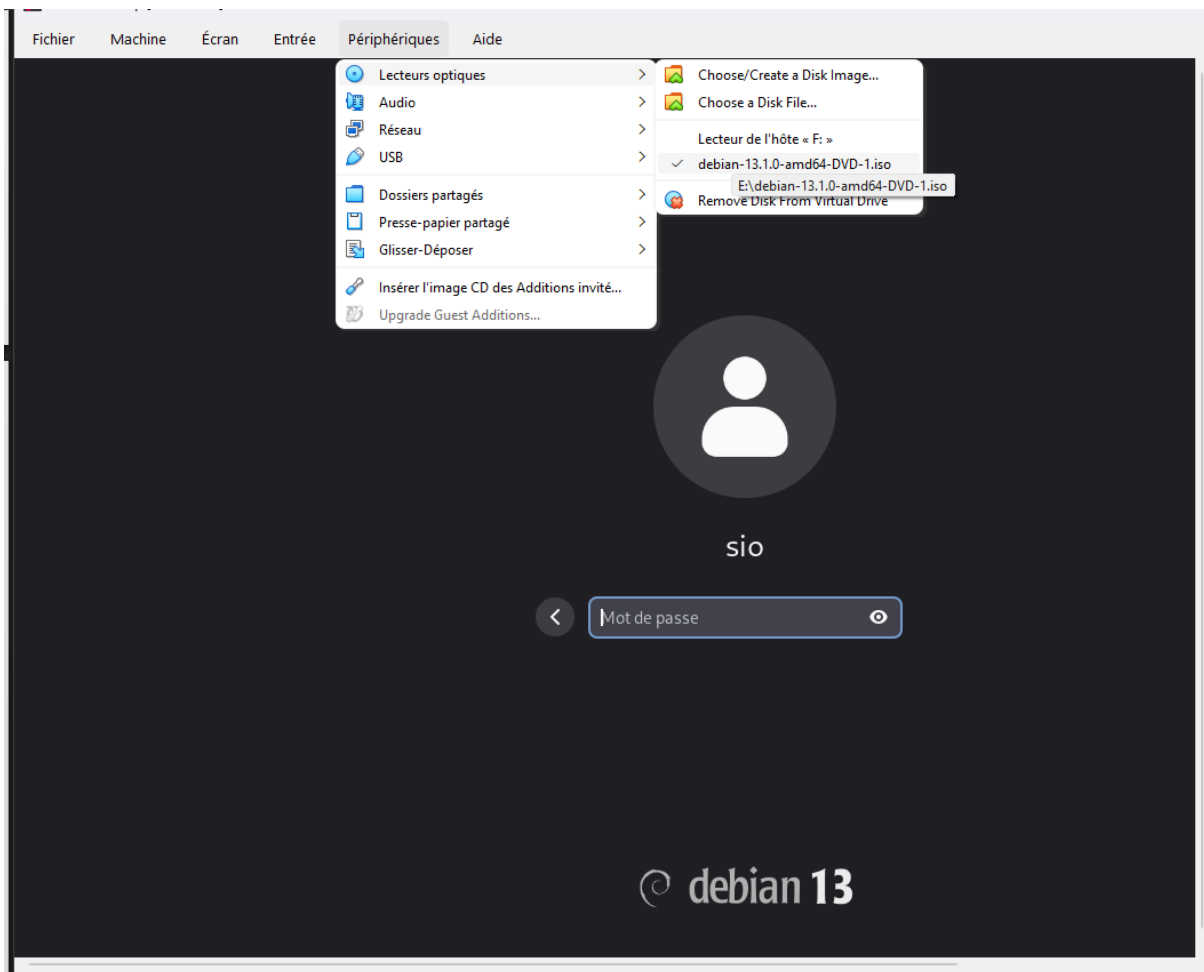 Fichier Machine Écran Entrée Périphériques Aide
Lecteurs optiques
Audio
Réseau
USB
Dossiers partagés
Presse-papier partagé
Glisser-Déposer
Insérer l'image CD des Additions invité...
Upgrade Guest Additions...
Choose/Create a Disk Image...
Choose a Disk File...
Lecteur de l'hôte « F: »
debian-13.1.0-amd64-DVD-1.iso
E:\debian-13.1.0-amd64-DVD-1.iso
Remove Disk From Virtual Drive
sio
Mot de passe
debian 13